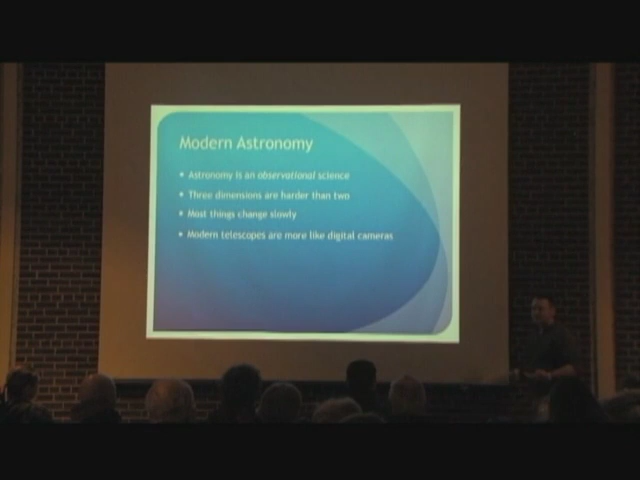 Modern Astronomy
• Astronomy is an observational science
• Three dimensions are harder than two
• Most things change slowly
• Modern telescopes are more like digital cameras